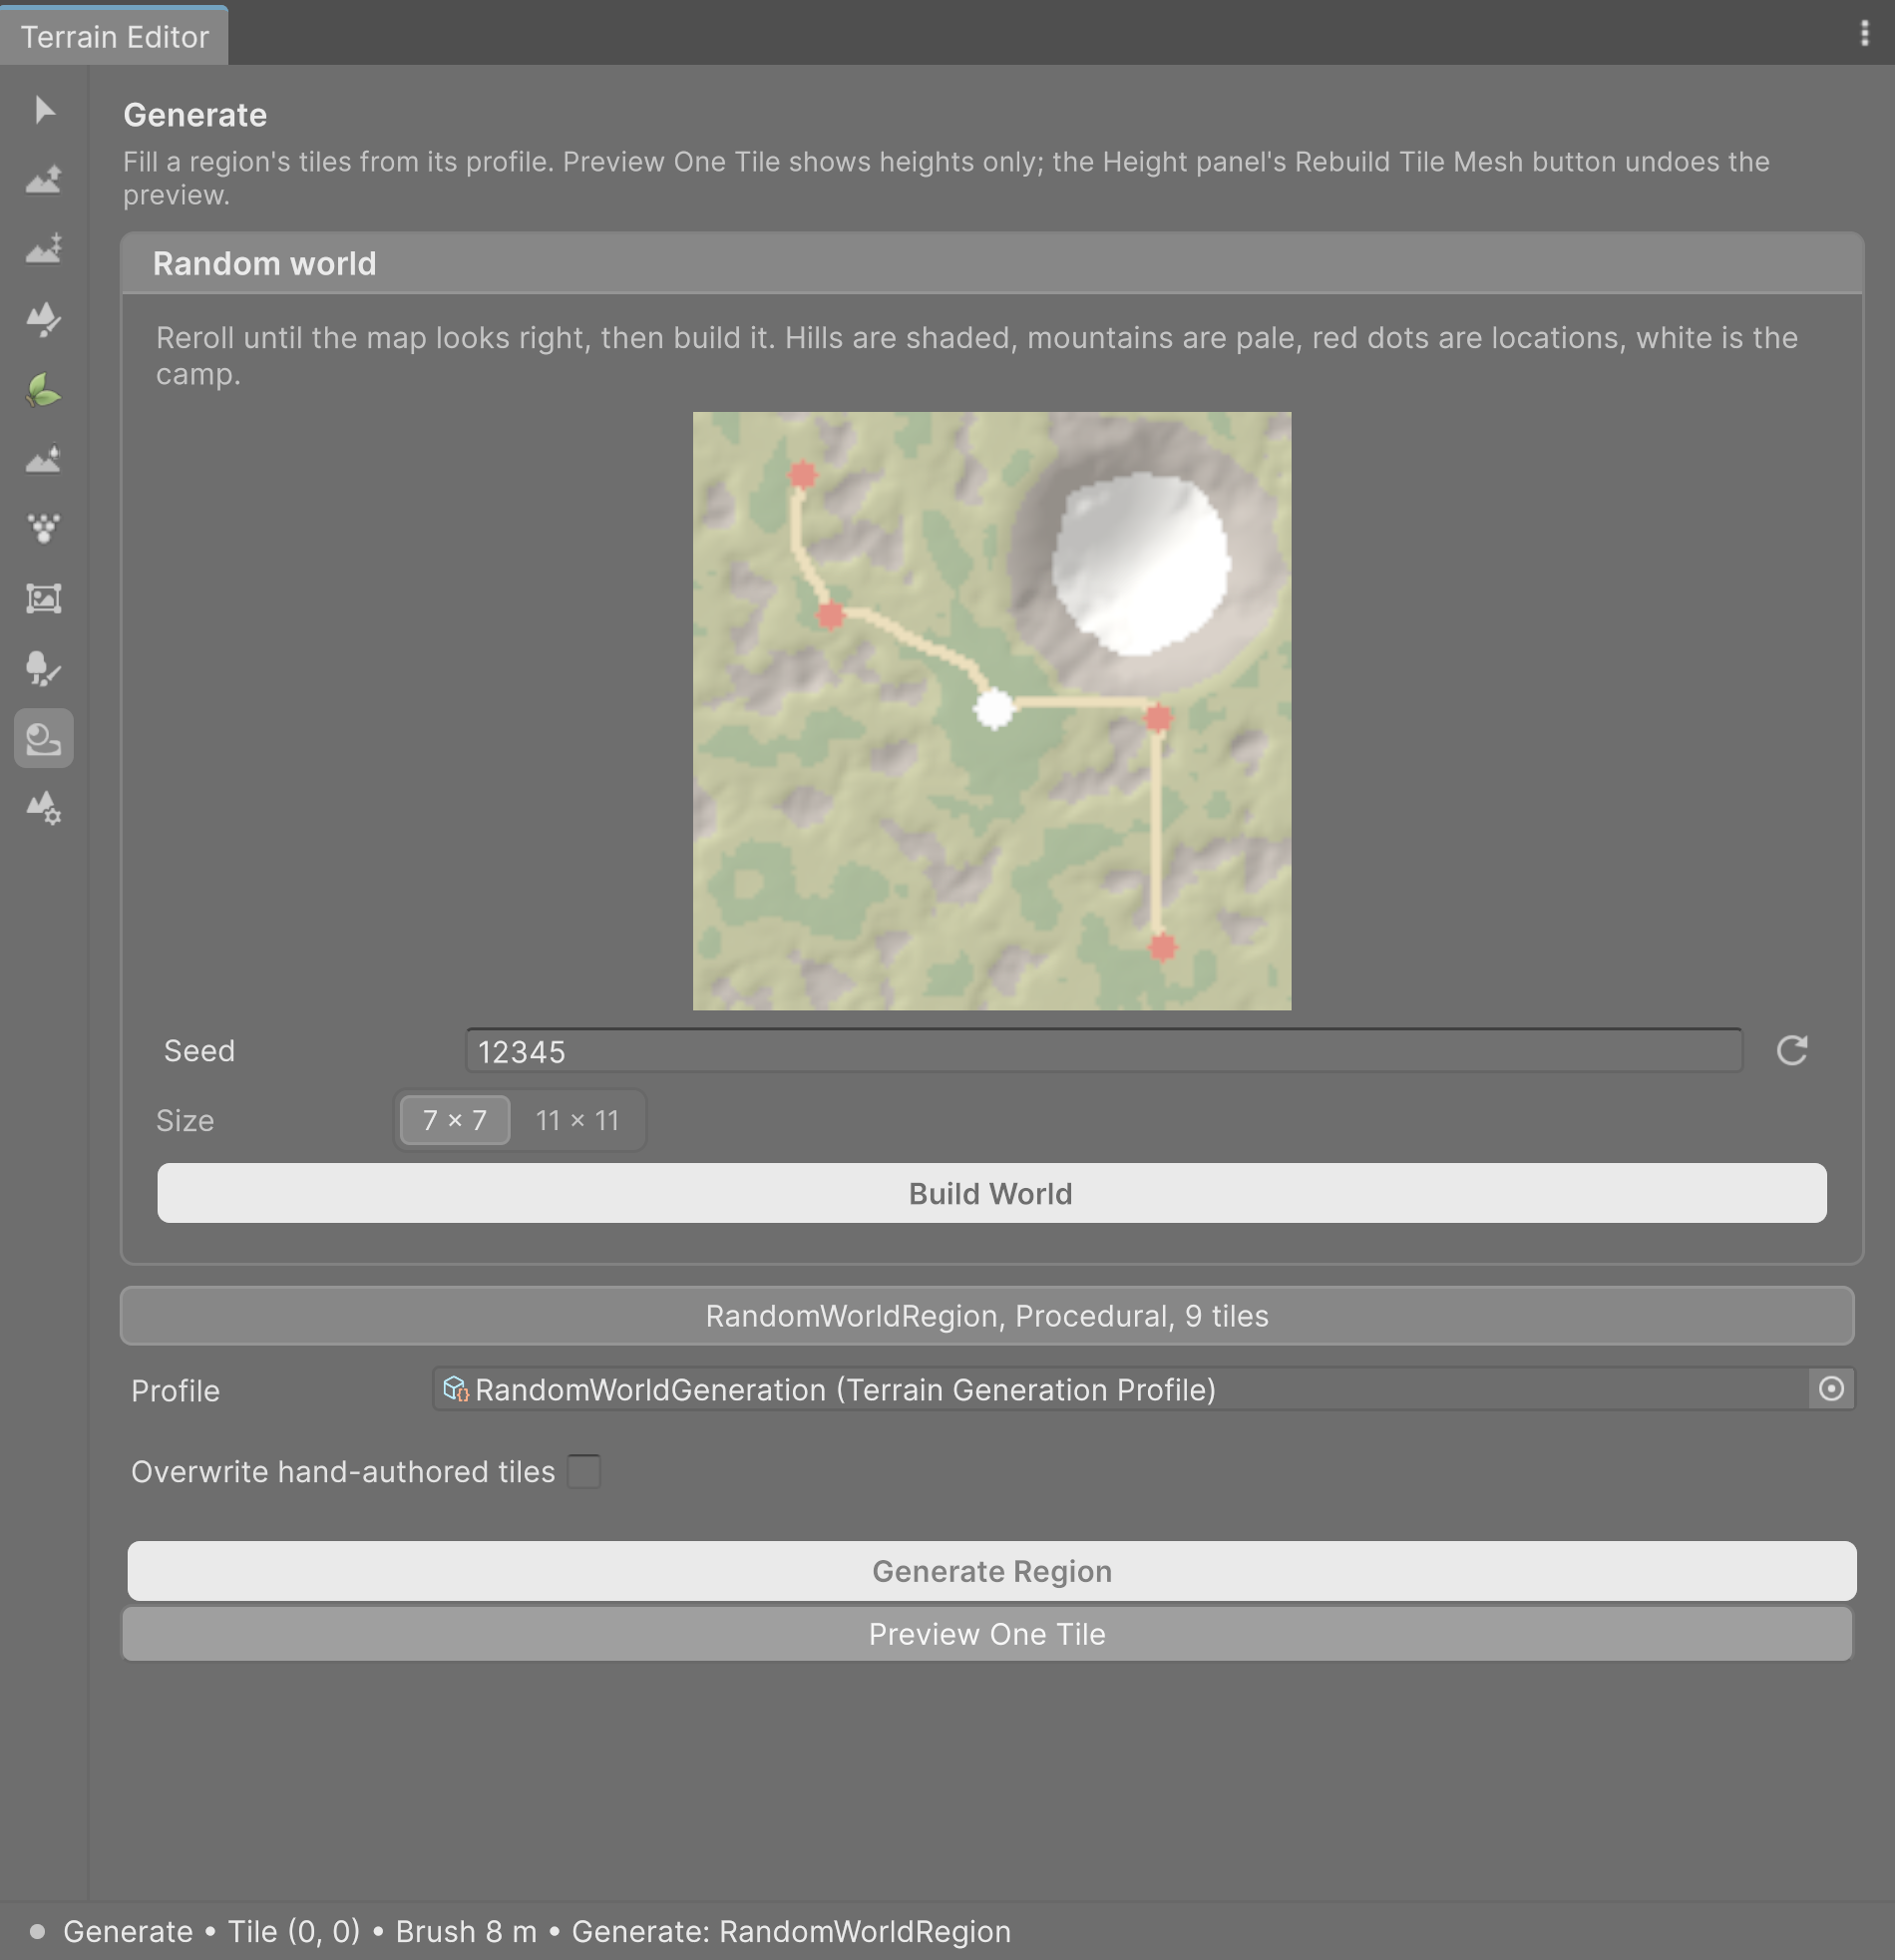 Terrain Editor
Generate
Fill a region's tiles from its profile. Preview One Tile shows heights only; the Height panel's Rebuild Tile Mesh button undoes the
preview.
Random world
Reroll until the map looks right, then build it. Hills are shaded, mountains are pale, red dots are locations, white is the
camp.
Seed 12345
Size 7 × 7 11 × 11
Build World
RandomWorldRegion, Procedural, 9 tiles
Profile RandomWorldGeneration (Terrain Generation Profile)
Overwrite hand-authored tiles
Generate Region
Preview One Tile
Generate • Tile (0, 0) • Brush 8 m • Generate: RandomWorldRegion